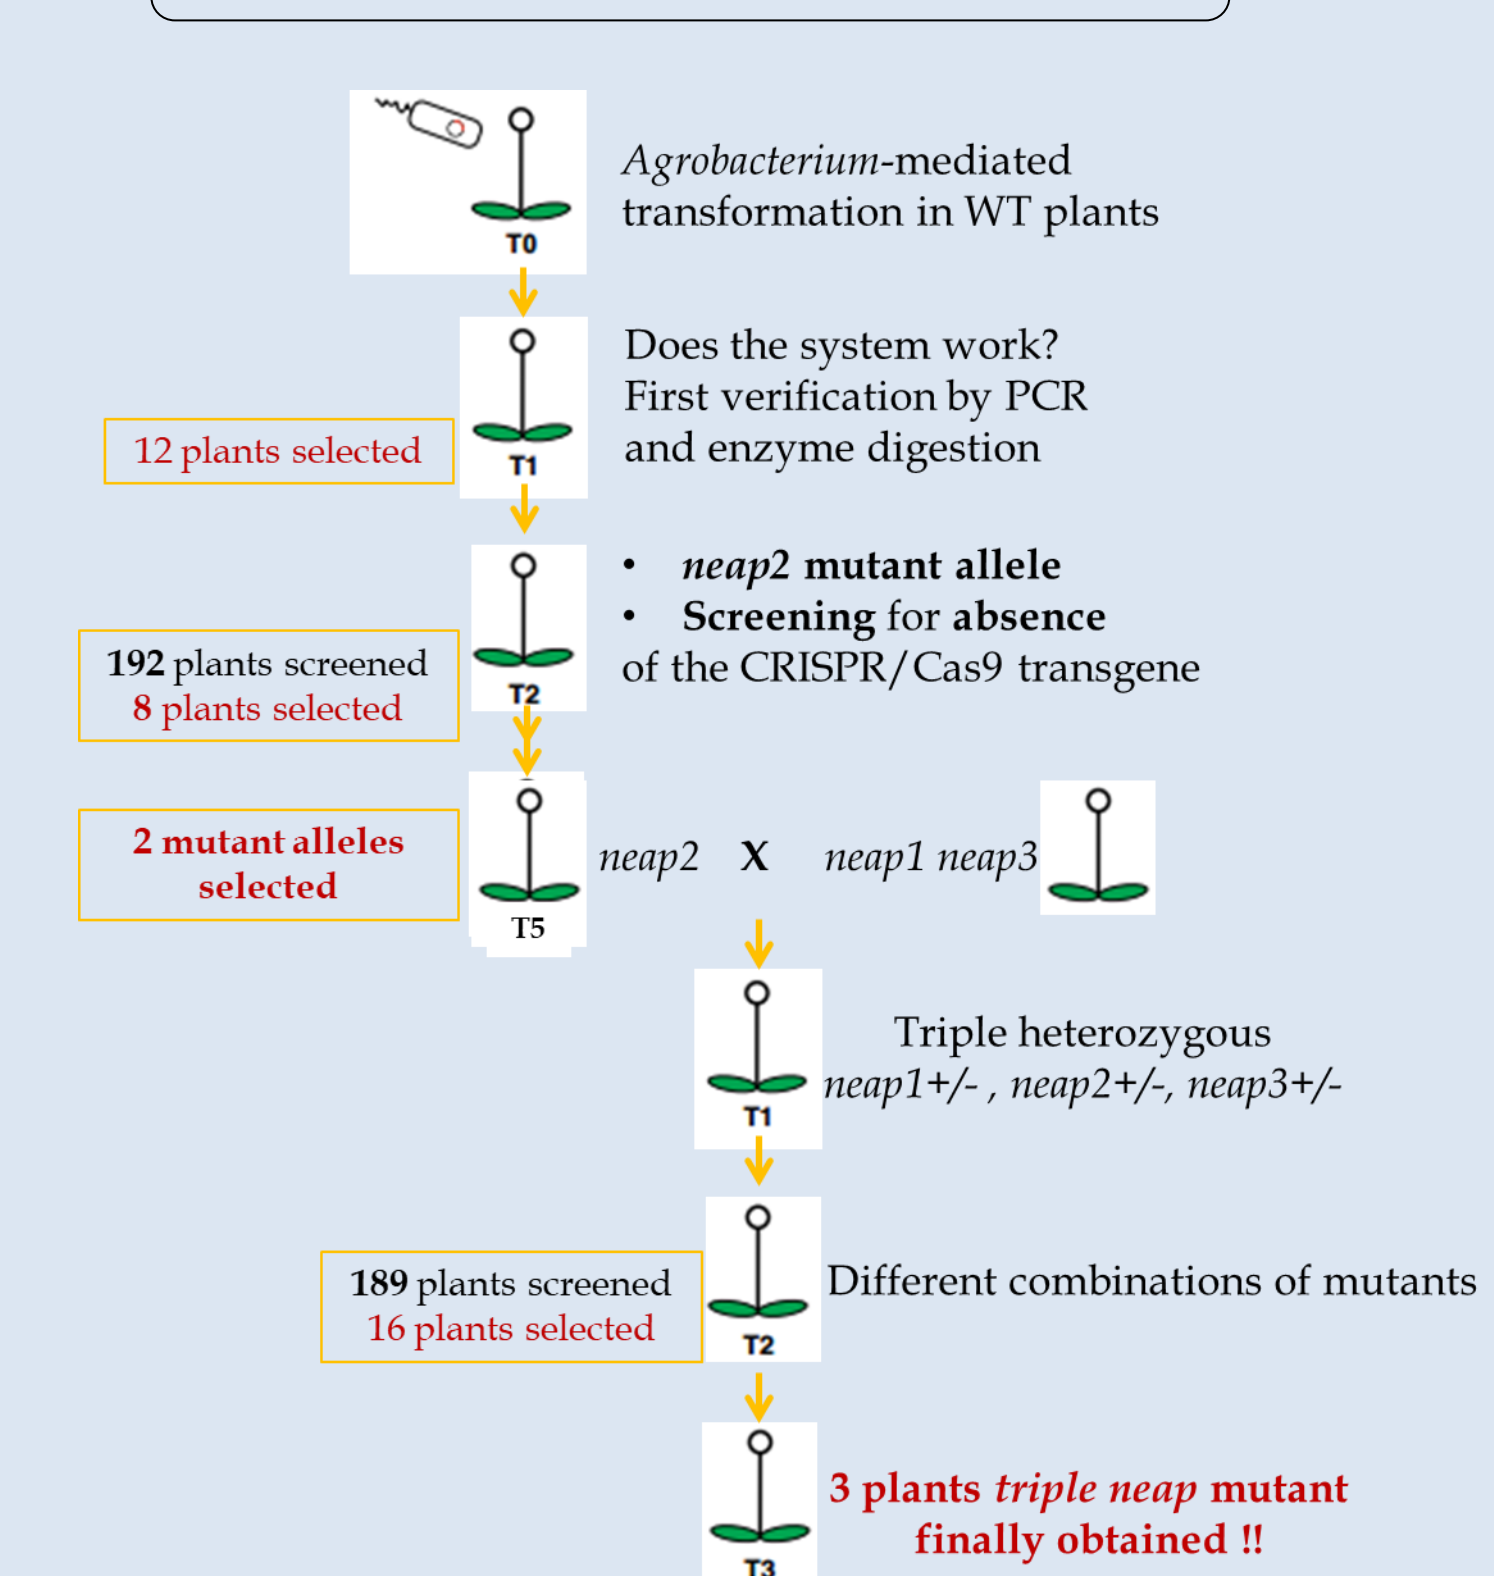 Agrobacterium-mediated
transformation in WT plants
T0
Does the system work?
First verification by PCR
and enzyme digestion
12 plants selected
T1
• neap2 mutant allele
• Screening for absence
of the CRISPR/Cas9 transgene
192 plants screened
8 plants selected
T2
2 mutant alleles
selected
neap2 X neap1 neap3
T5
Triple heterozygous
neap1+/- , neap2+/-, neap3+/-
T1
189 plants screened
16 plants selected
Different combinations of mutants
T2
3 plants triple neap mutant
finally obtained !!
T3